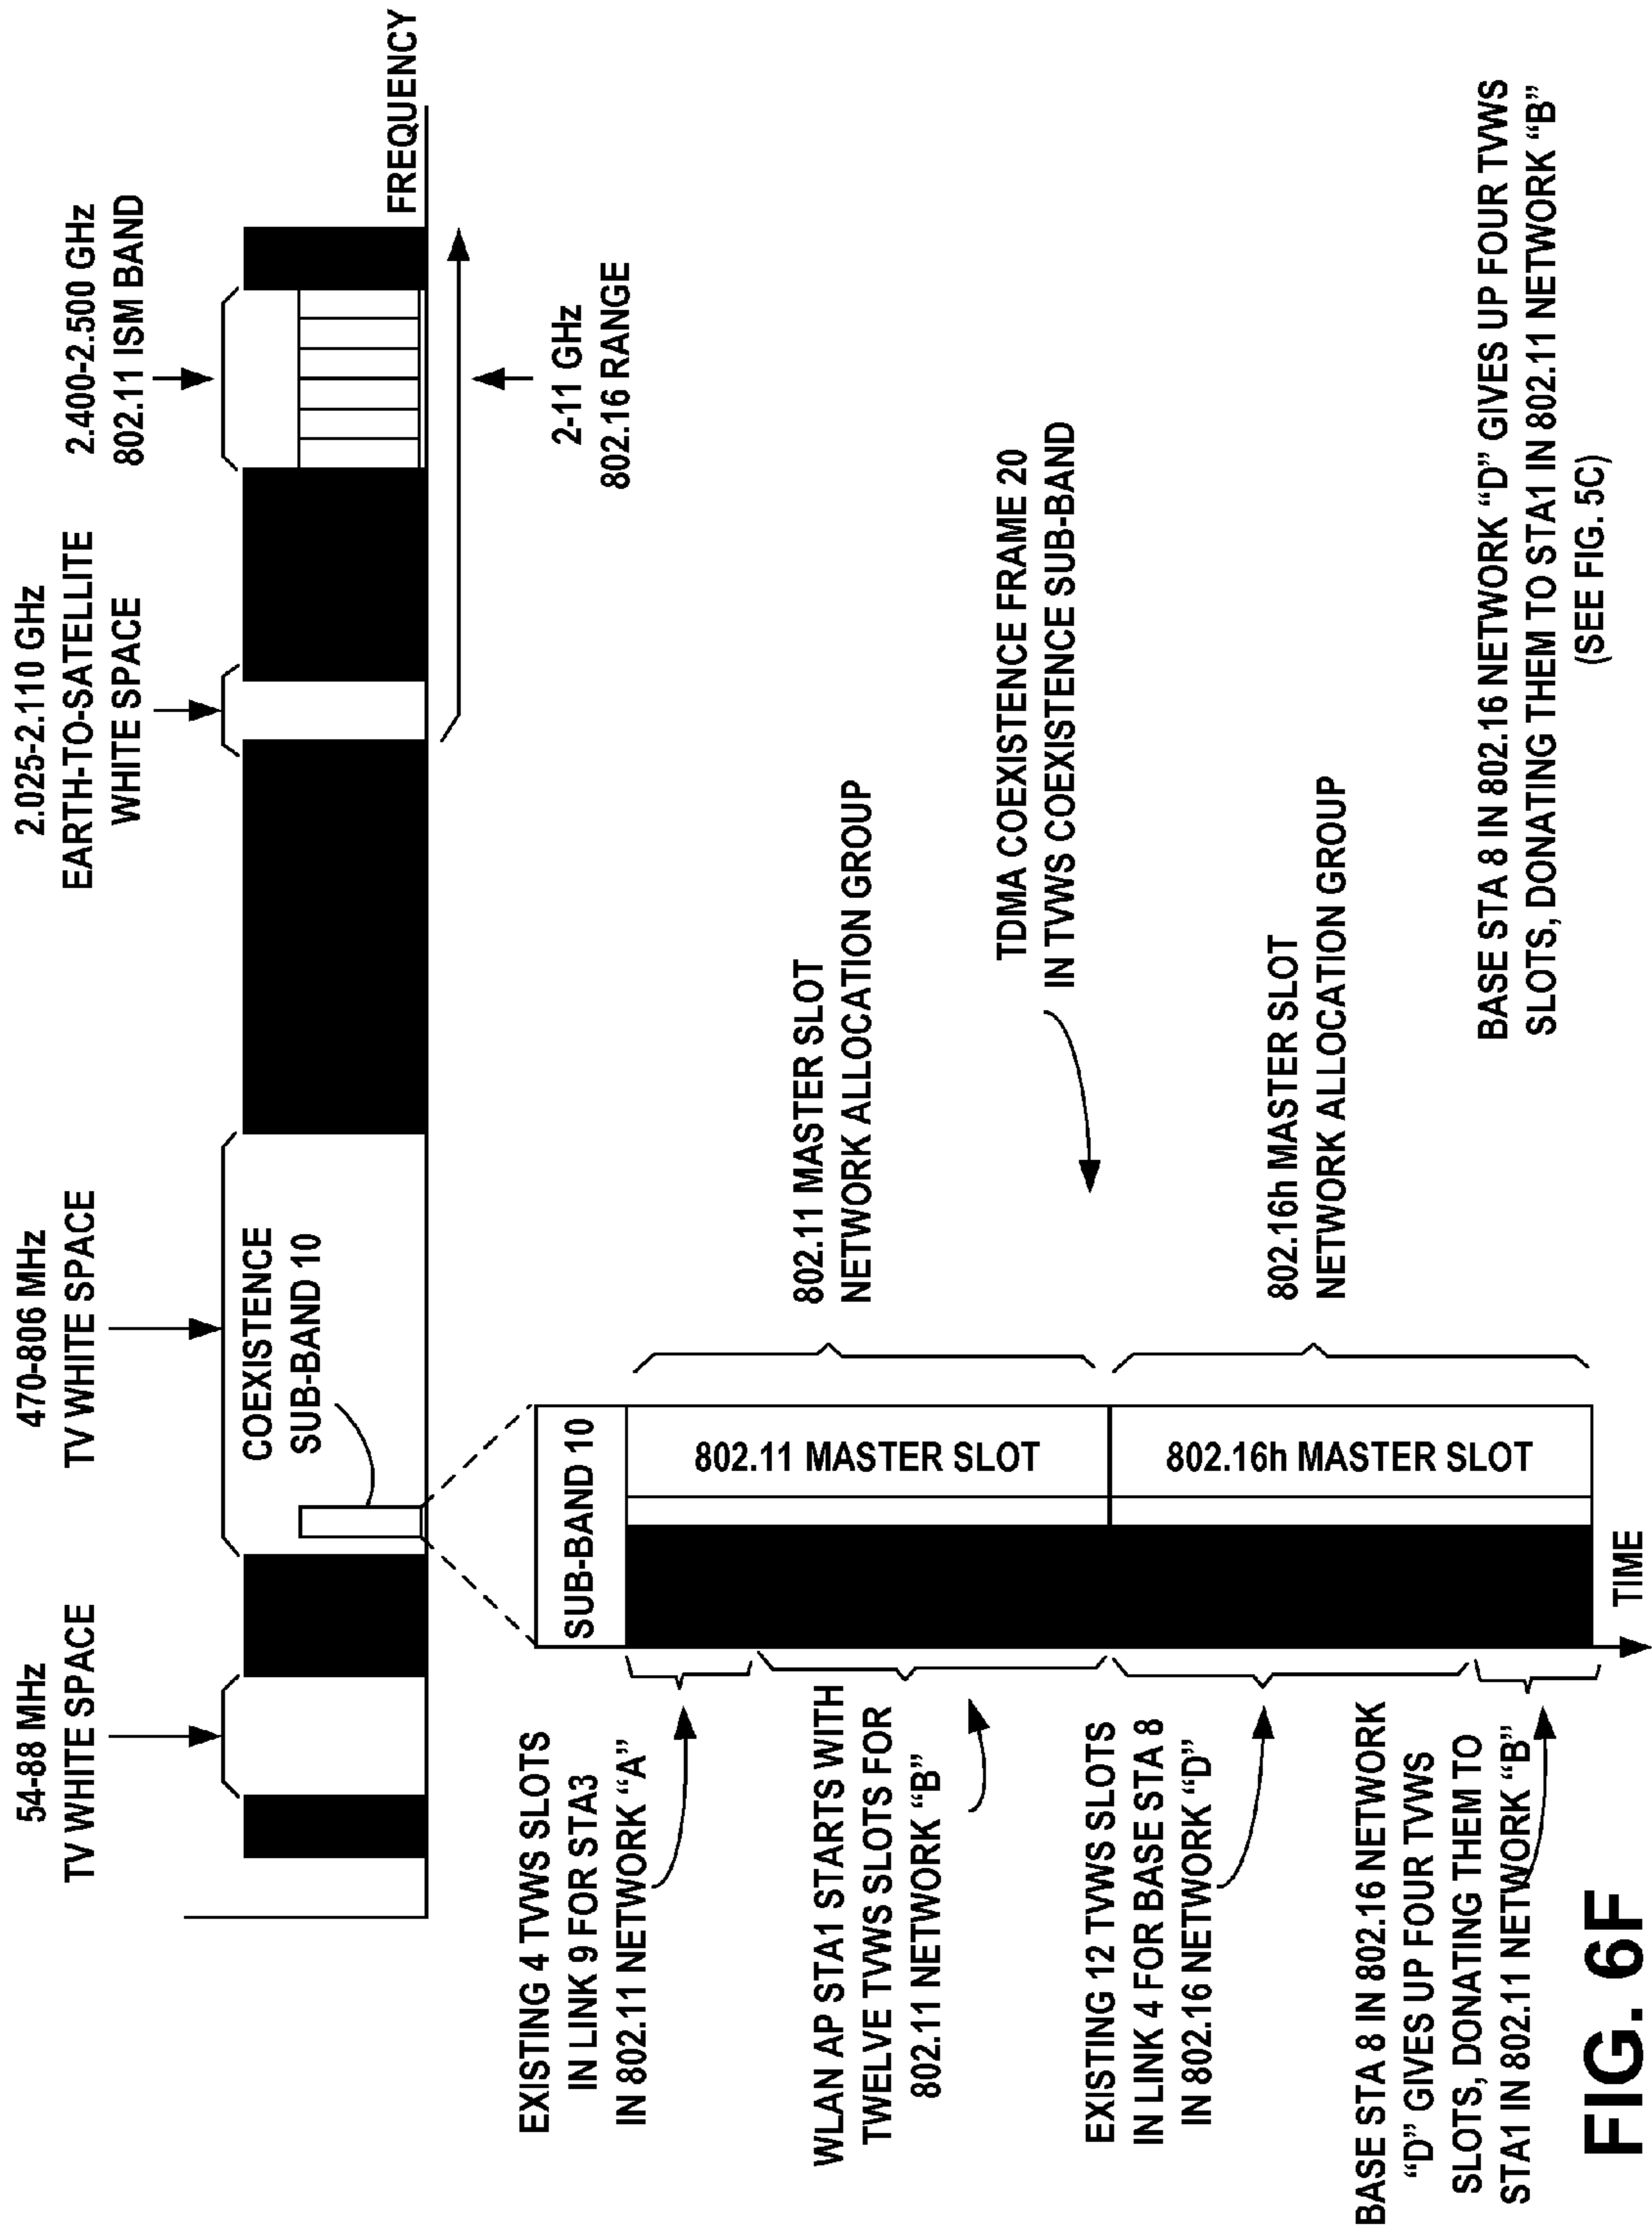 54-88 MHz
TV WHITE SPACE
470-806 MHz
TV WHITE SPACE
2.025-2.110 GHz
EARTH-TO-SATELLITE
WHITE SPACE
2.400-2.500 GHz
802.11 ISM BAND
COEXISTENCE
SUB-BAND 10
FREQUENCY
2-11 GHz
802.16 RANGE
EXISTING 4 TVWS SLOTS
IN LINK 9 FOR STA3
IN 802.11 NETWORK “A”
WLAN AP STA1 STARTS WITH
TWELVE TVWS SLOTS FOR
802.11 NETWORK “B”
EXISTING 12 TVWS SLOTS
IN LINK 4 FOR BASE STA 8
IN 802.16 NETWORK “D”
BASE STA 8 IN 802.16 NETWORK
“D” GIVES UP FOUR TVWS
SLOTS, DONATING THEM TO
STA1 IN 802.11 NETWORK “B”
SUB-BAND 10
802.11 MASTER SLOT
802.16h MASTER SLOT
TIME
802.11 MASTER SLOT
NETWORK ALLOCATION GROUP
TDMA COEXISTENCE FRAME 20
IN TVWS COEXISTENCE SUB-BAND
802.16h MASTER SLOT
NETWORK ALLOCATION GROUP
BASE STA 8 IN 802.16 NETWORK “D” GIVES UP FOUR TVWS
SLOTS, DONATING THEM TO STA1 IN 802.11 NETWORK “B”
(SEE FIG. 5C)
FIG. 6F